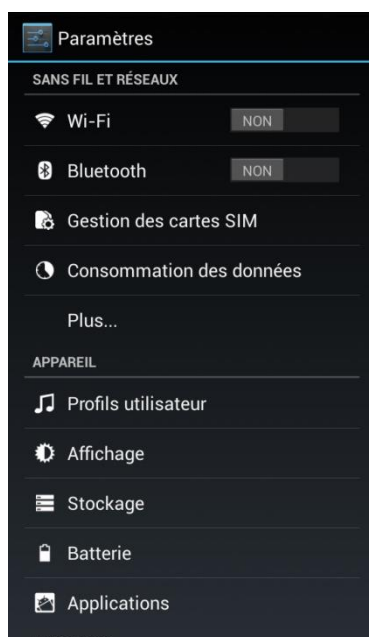 Paramètres
SANS FIL ET RÉSEAUX
Wi-Fi NON
Bluetooth NON
Gestion des cartes SIM
Consommation des données
Plus...
APPAREIL
Profils utilisateur
Affichage
Stockage
Batterie
Applications